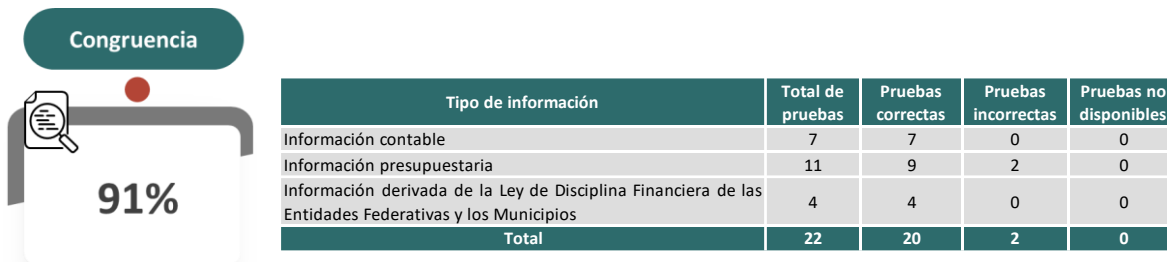 Congruencia
91%
Tipo de información Total de pruebas Pruebas correctas Pruebas incorrectas Pruebas no disponibles
Información contable 7 7 0 0
Información presupuestaria 11 9 2 0
Información derivada de la Ley de Disciplina Financiera de las
Entidades Federativas y los Municipios 4 4 0 0
Total 22 20 2 0